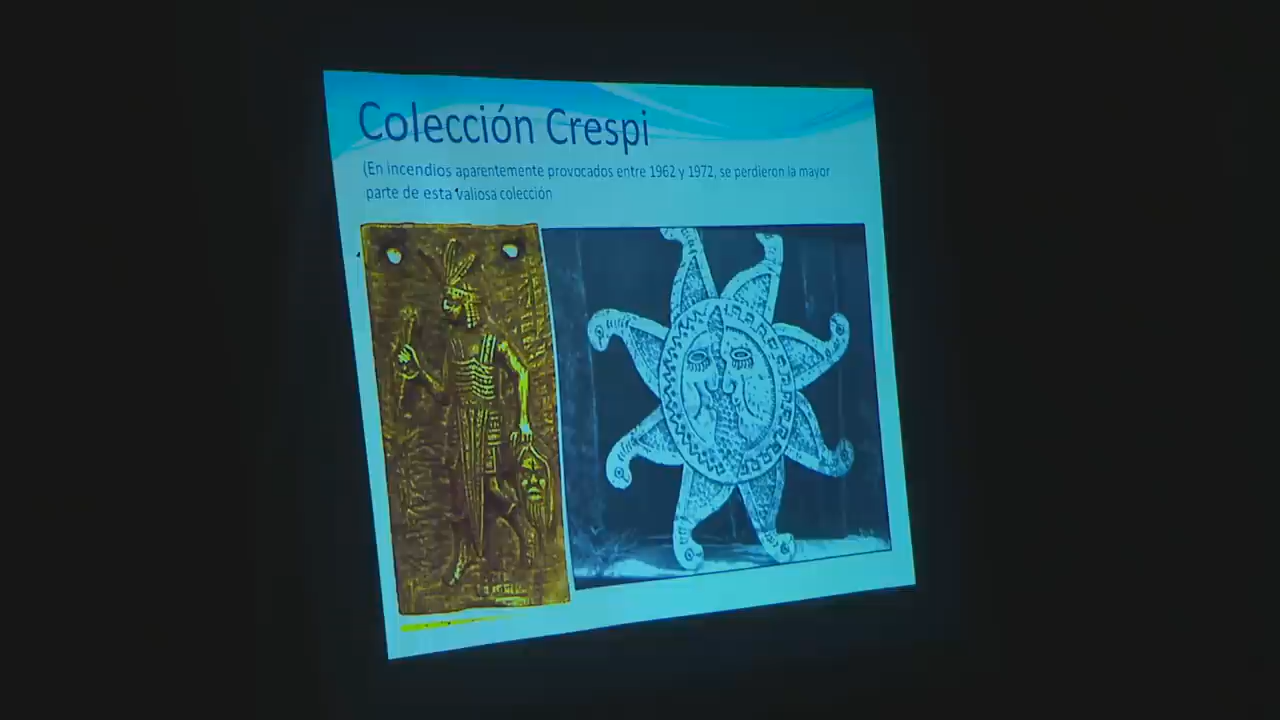 Colección Crespi
(En incendios aparentemente provocados entre 1962 y 1972, se perdieron la mayor
parte de esta valiosa colección